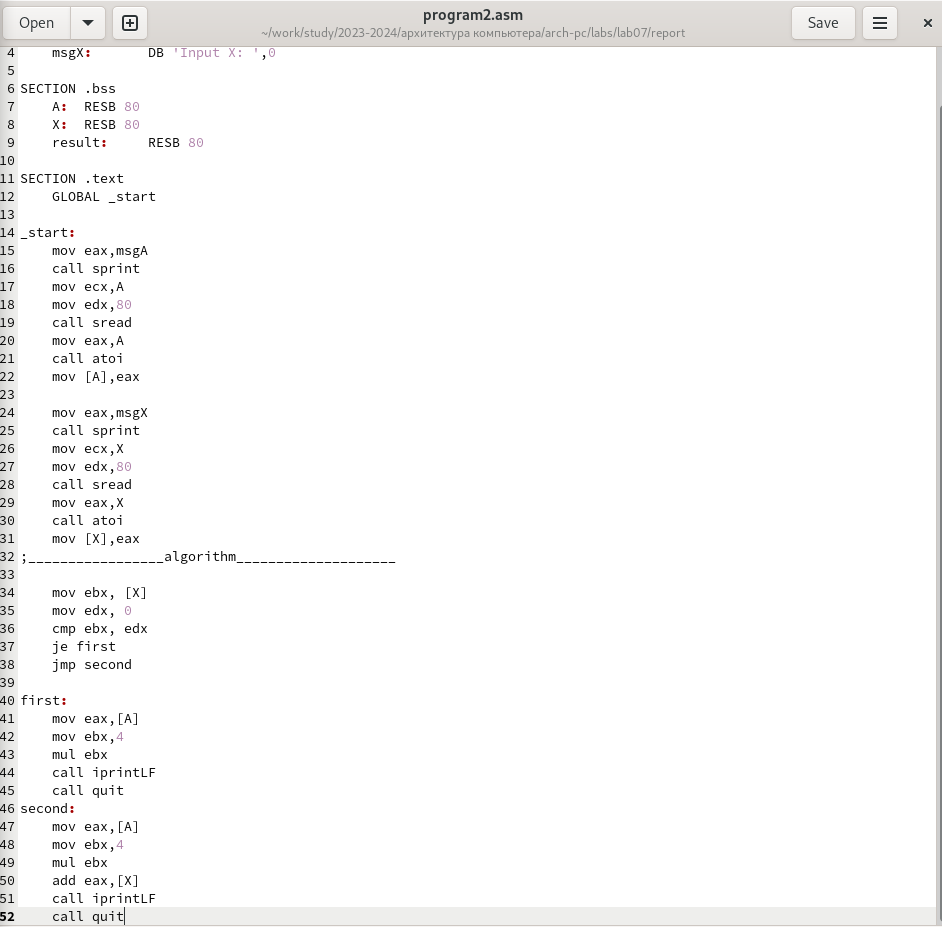 Open
program2.asm
~/work/study/2023-2024/архитектура компьютера/arch-pc/labs/lab07/report
Save
4     msgX:       DB 'Input X: ',0
5
6 SECTION .bss
7     A:  RESB 80
8     X:  RESB 80
9     result:     RESB 80
10
11 SECTION .text
12     GLOBAL _start
13
14 _start:
15     mov eax,msgA
16     call sprint
17     mov ecx,A
18     mov edx,80
19     call sread
20     mov eax,A
21     call atoi
22     mov [A],eax
23
24     mov eax,msgX
25     call sprint
26     mov ecx,X
27     mov edx,80
28     call sread
29     mov eax,X
30     call atoi
31     mov [X],eax
32 ;_________________algorithm____________________
33
34     mov ebx, [X]
35     mov edx, 0
36     cmp ebx, edx
37     je first
38     jmp second
39
40 first:
41     mov eax,[A]
42     mov ebx,4
43     mul ebx
44     call iprintLF
45     call quit
46 second:
47     mov eax,[A]
48     mov ebx,4
49     mul ebx
50     add eax,[X]
51     call iprintLF
52     call quit